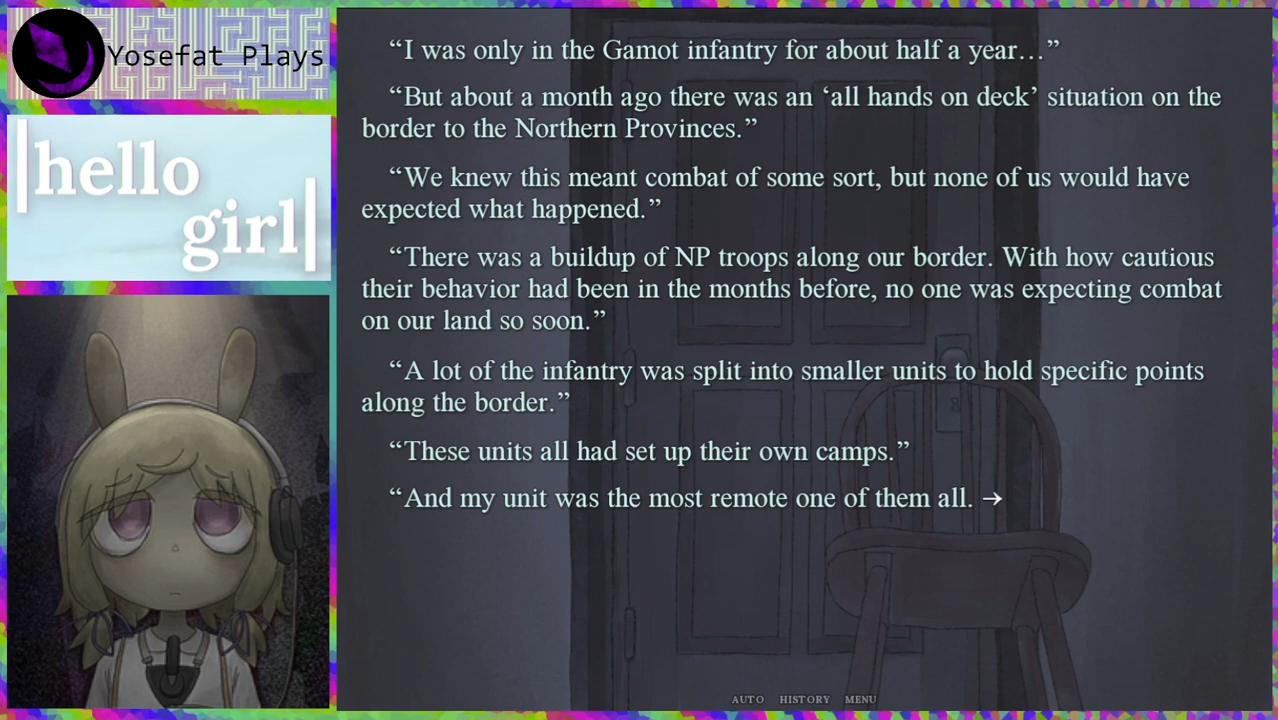 Yosefat Plays
|hello
girl|
“I was only in the Gamot infantry for about half a year…”
“But about a month ago there was an ‘all hands on deck’ situation on the
border to the Northern Provinces.”
“We knew this meant combat of some sort, but none of us would have
expected what happened.”
“There was a buildup of NP troops along our border. With how cautious
their behavior had been in the months before, no one was expecting combat
on our land so soon.”
“A lot of the infantry was split into smaller units to hold specific points
along the border.”
“These units all had set up their own camps.”
“And my unit was the most remote one of them all. →
AUTO HISTORY MENU